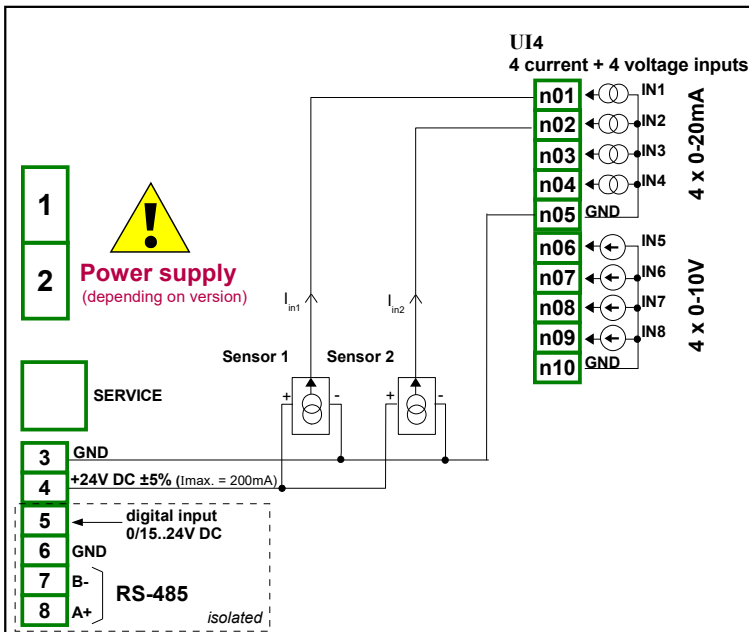 UI4
4 current + 4 voltage inputs
n01
IN1
n02
IN2
n03
IN3
n04
IN4
n05
GND
4 x 0-20mA
n06
IN5
n07
IN6
n08
IN7
n09
IN8
n10
GND
4 x 0-10V
1
2
!
Power supply
(depending on version)
I in1
I in2
Sensor 1
Sensor 2
+
-
+
-
SERVICE
3
GND
4
+24V DC ±5% (Imax. = 200mA)
5
digital input
0/15..24V DC
6
GND
7
B-
8
A+
RS-485
isolated